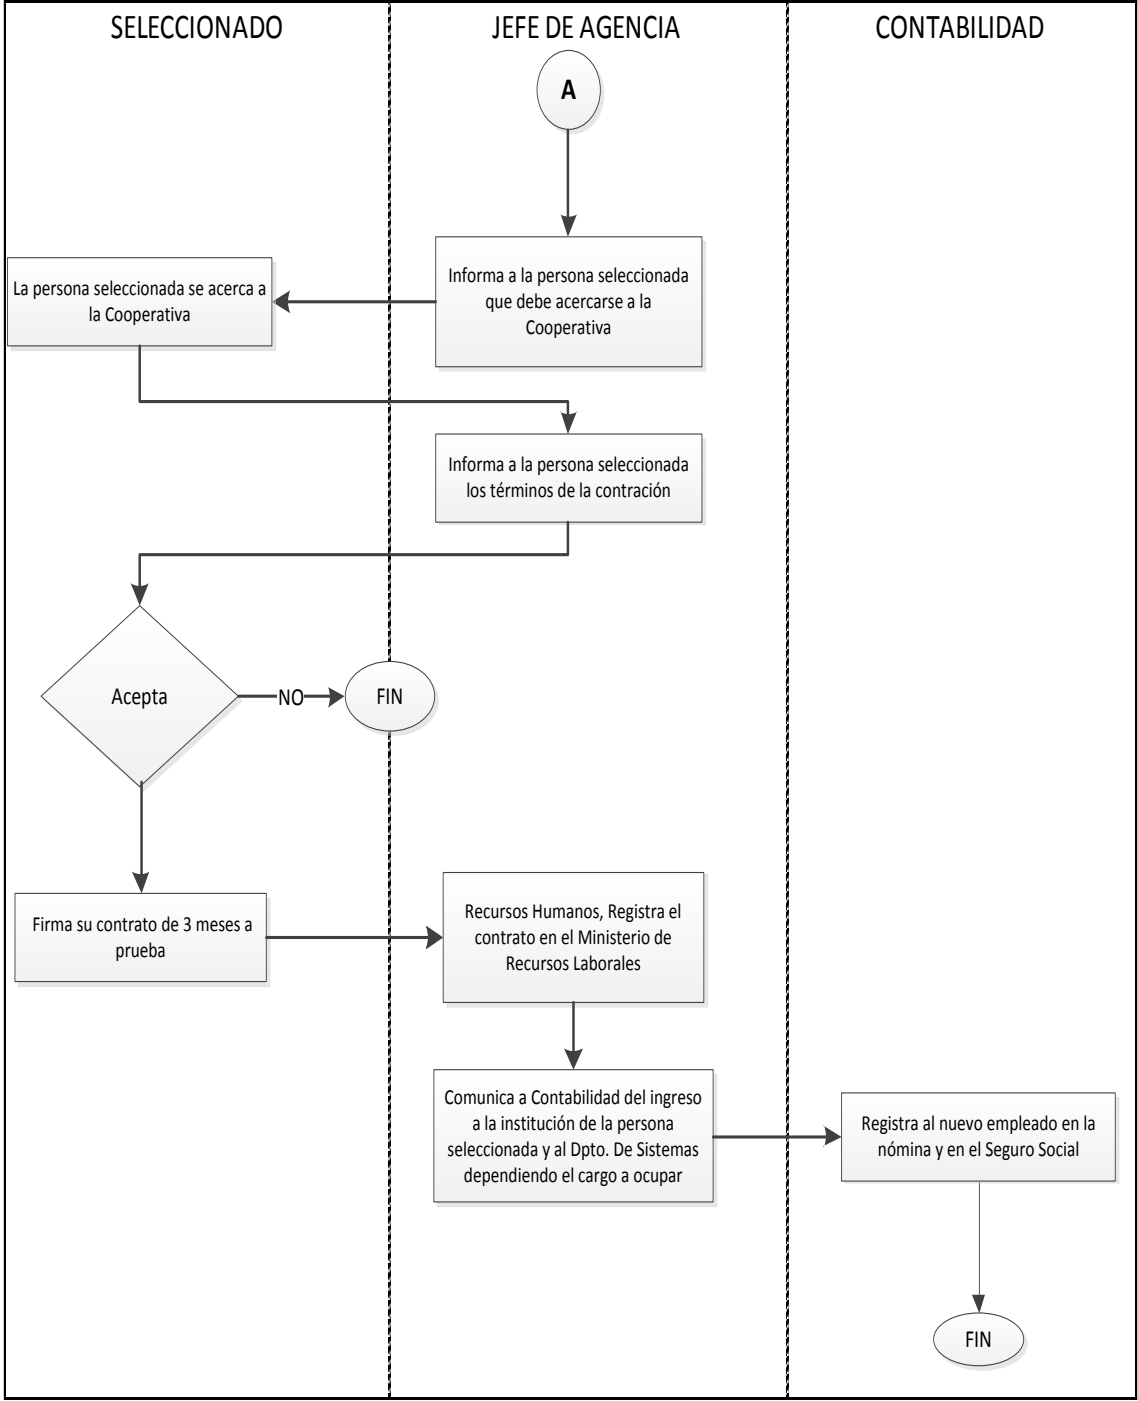 SELECCIONADO
JEFE DE AGENCIA
CONTABILIDAD
A
Informa a la persona seleccionada
que debe acercarse a la
Cooperativa
La persona seleccionada se acerca a
la Cooperativa
Informa a la persona seleccionada
los términos de la contración
Acepta
NO
FIN
Firma su contrato de 3 meses a
prueba
Recursos Humanos, Registra el
contrato en el Ministerio de
Recursos Laborales
Comunica a Contabilidad del ingreso
a la institución de la persona
seleccionada y al Dpto. De Sistemas
dependiendo el cargo a ocupar
Registra al nuevo empleado en la
nómina y en el Seguro Social
FIN